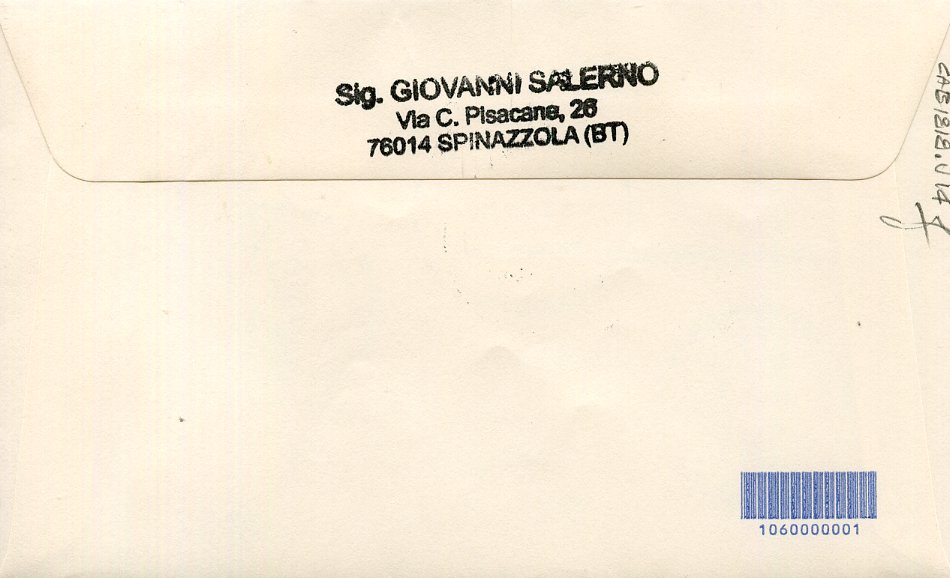 Sig. GIOVANNI SALERNO
Via C. Pisacane, 26
76014 SPINAZZOLA (BT)
1060000001